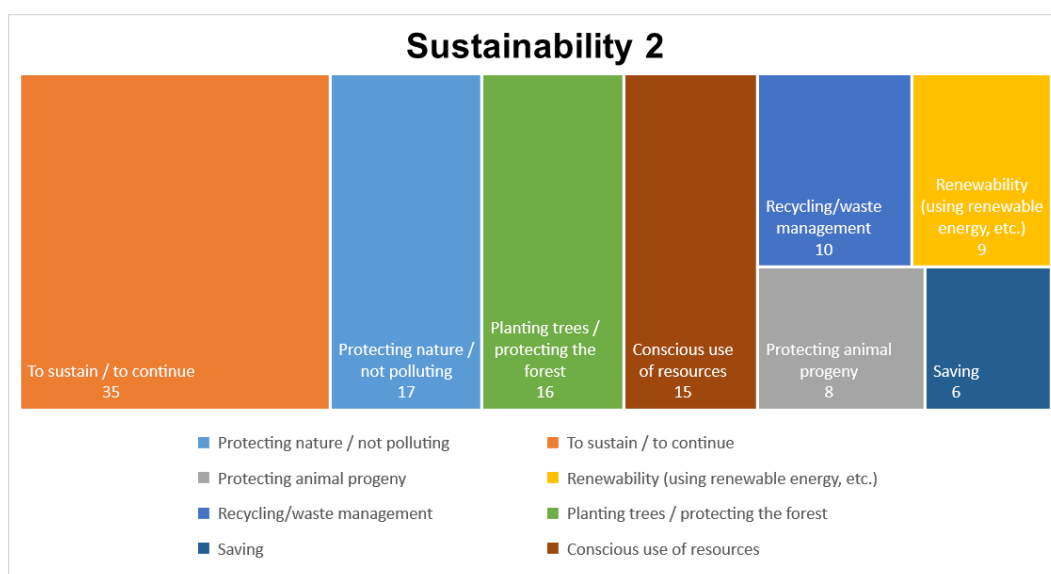 Sustainability 2
To sustain / to continue
35
Protecting nature /
not polluting
17
Planting trees /
protecting the
forest
16
Conscious use
of resources
15
Recycling/waste
management
10
Renewability
(using renewable
energy, etc.)
9
Protecting animal
progeny
8
Saving
6
Protecting nature / not polluting
To sustain / to continue
Protecting animal progeny
Renewability (using renewable energy, etc.)
Recycling/waste management
Planting trees / protecting the forest
Saving
Conscious use of resources